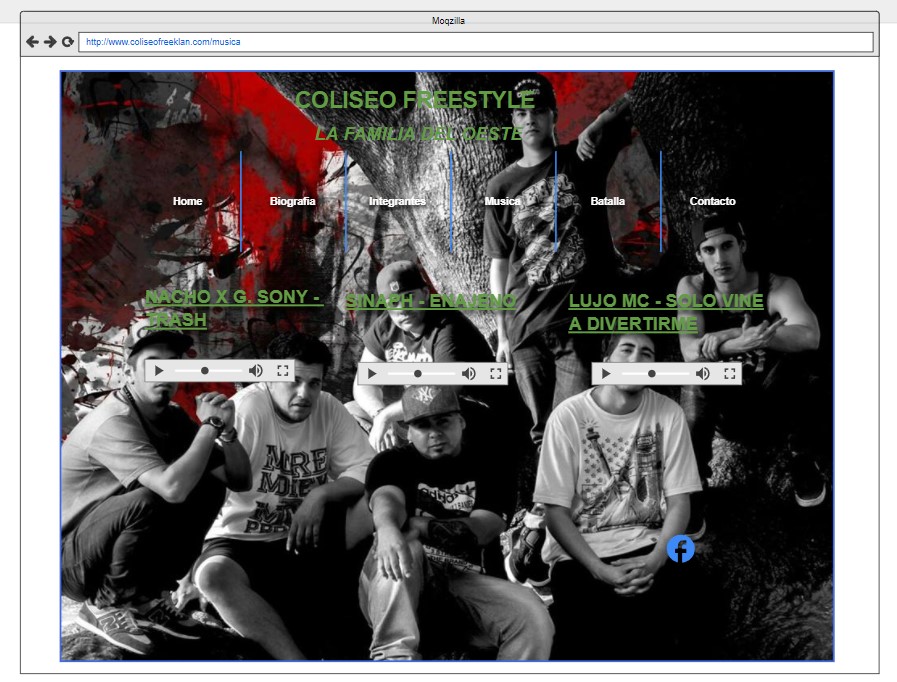 Moqzilla
http://www.coliseofreeklan.com/musica
COLISEO FREESTYLE
LA FAMILIA DEL OESTE
Home
Biografia
Integrantes
Musica
Batalla
Contacto
NACHO X G. SONY -
TRASH
SINAPH - ENAJENO
LUJO MC - SOLO VINE
A DIVERTIRME